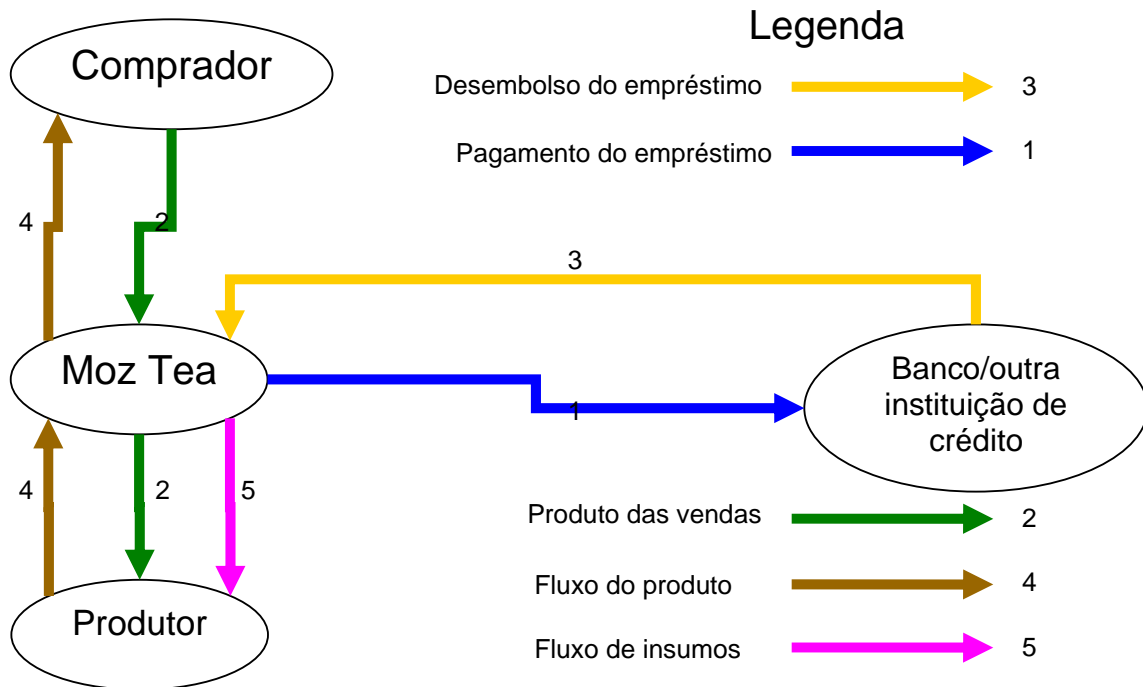 Legenda
Comprador
Desembolso do empréstimo
3
Pagamento do empréstimo
1
4
2
3
Moz Tea
Banco/outra
instituição de
crédito
1
4
2
5
Produto das vendas
2
Fluxo do produto
4
Produtor
Fluxo de insumos
5